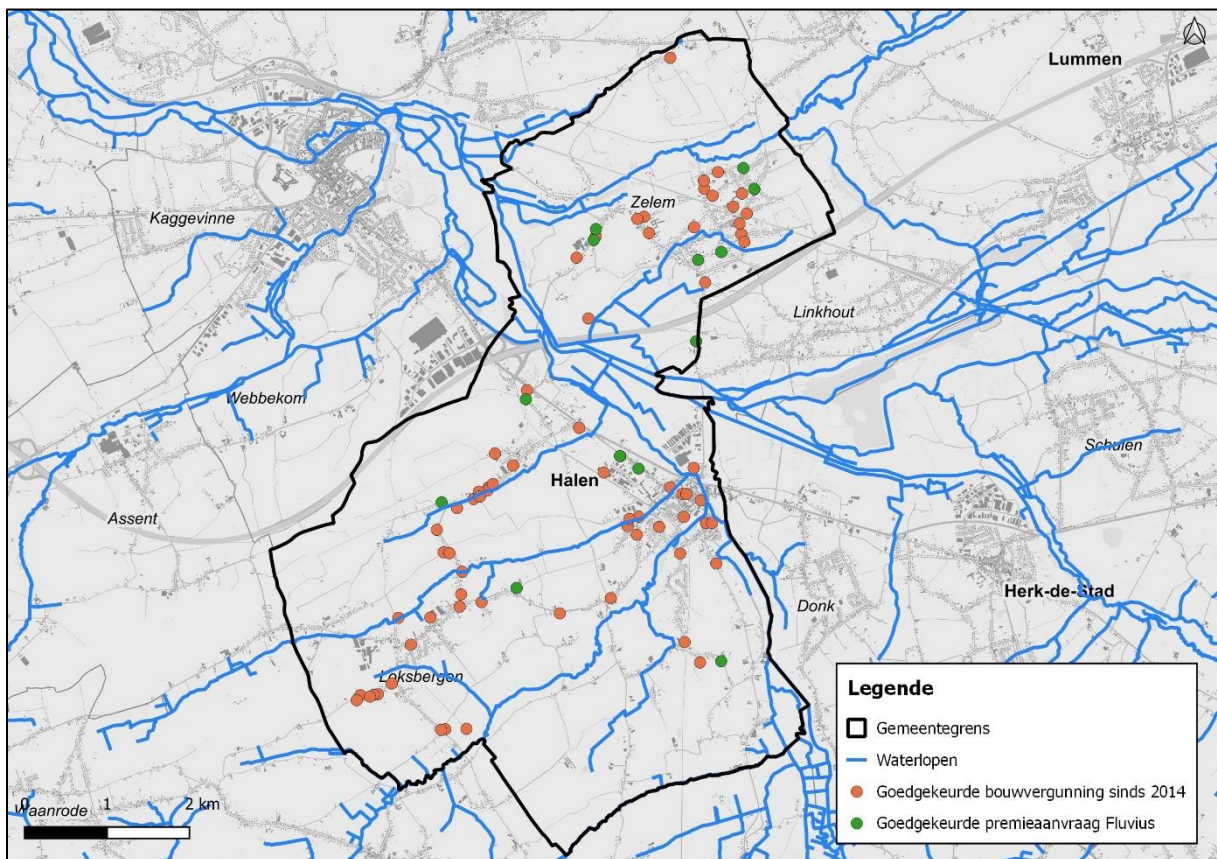 Lummen
Kaggevinne
Zelem
Linkhout
Webbekom
Schulen
Halen
Assent
Herk-de-Stad
Donk
Loksbergen
Waanrode
0 1 2 km
Legende
Gemeentegrens
Waterlopen
Goedgekeurde bouwvergunning sinds 2014
Goedgekeurde premieaanvraag Fluvius